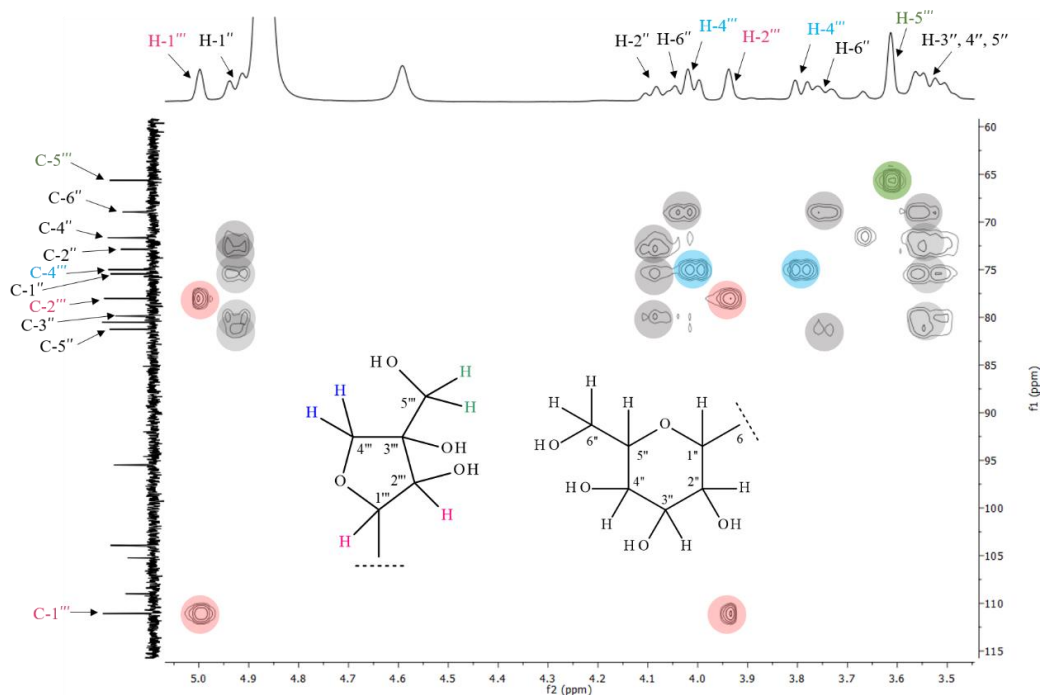 H-1''' H-1'' H-2'' H-6'' H-4''' H-2''' H-4''' H-6'' H-5''' H-3'', 4'', 5''
C-5'''
C-6''
C-4''
C-2''
C-4'''
C-1''
C-2'''
C-3''
C-5''
C-1'''
60
65
70
75
80
85
90
95
100
105
110
115
f1 (ppm)
HO
H
H
H
H
5'''
4'''
3'''
OH
OH
O
2'''
1'''
H
H
H
H
H
H
6''
O
6
HO
5''
1''
4''
2''
HO
H
3''
H
OH
HO
H
5.0 4.9 4.8 4.7 4.6 4.5 4.4 4.3 4.2 4.1 4.0 3.9 3.8 3.7 3.6 3.5
f2 (ppm)